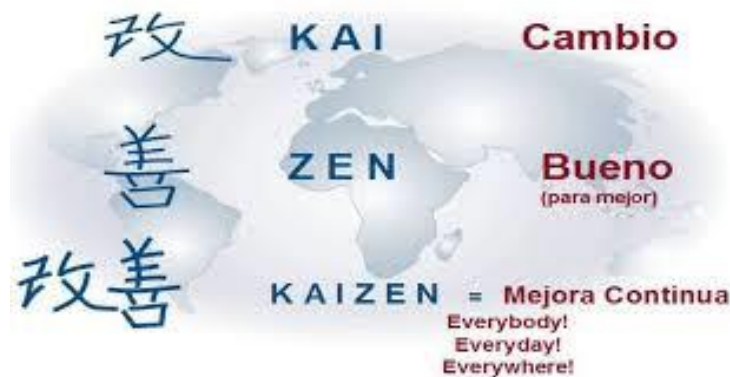 改 KAI Cambio
善 ZEN Bueno
(para mejor)
改善 KAIZEN = Mejora Continua
Everybody!
Everyday!
Everywhere!